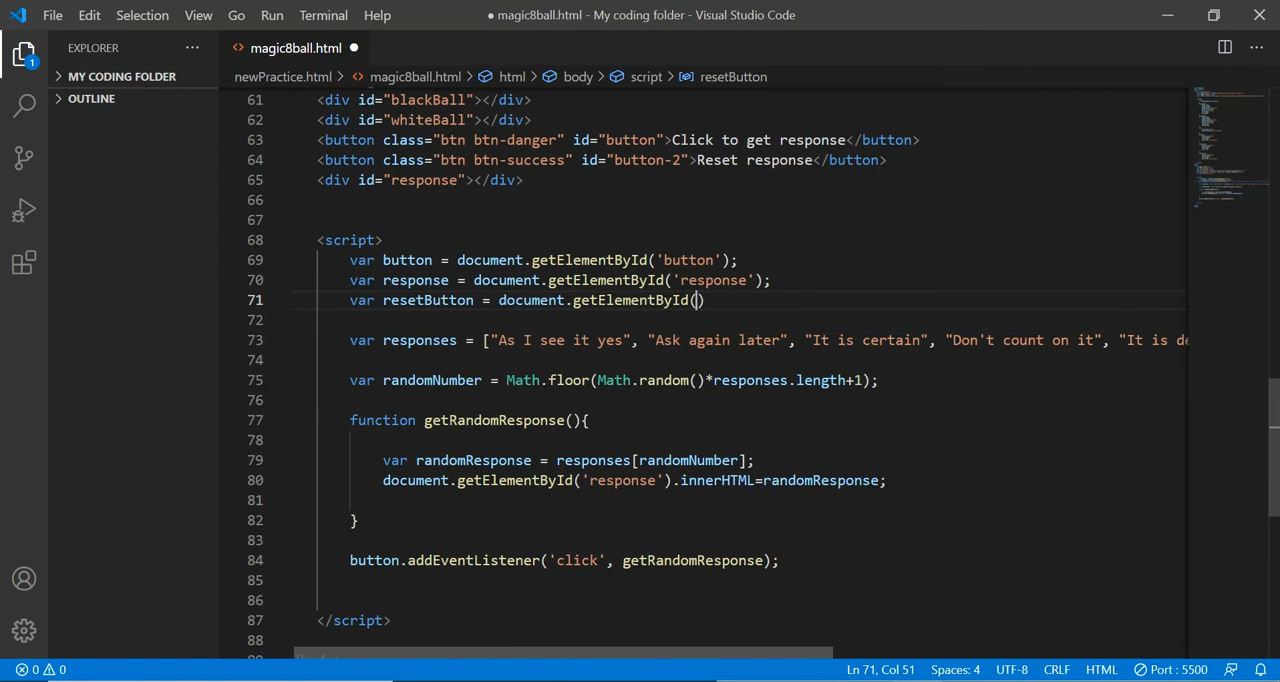 File Edit Selection View Go Run Terminal Help
● magic8ball.html - My coding folder - Visual Studio Code
EXPLORER
magic8ball.html
MY CODING FOLDER
OUTLINE
1
newPractice.html > magic8ball.html > html > body > script > resetButton
61 <div id="blackBall"></div>
62 <div id="whiteBall"></div>
63 <button class="btn btn-danger" id="button">Click to get response</button>
64 <button class="btn btn-success" id="button-2">Reset response</button>
65 <div id="response"></div>
66
67
68 <script>
69 var button = document.getElementById('button');
70 var response = document.getElementById('response');
71 var resetButton = document.getElementById()
72
73 var responses = ["As I see it yes", "Ask again later", "It is certain", "Don't count on it", "It is de
74
75 var randomNumber = Math.floor(Math.random()*responses.length+1);
76
77 function getRandomResponse(){
78
79 var randomResponse = responses[randomNumber];
80 document.getElementById('response').innerHTML=randomResponse;
81
82 }
83
84 button.addEventListener('click', getRandomResponse);
85
86
87 </script>
88
0 0 Ln 71, Col 51 Spaces: 4 UTF-8 CRLF HTML Port : 5500